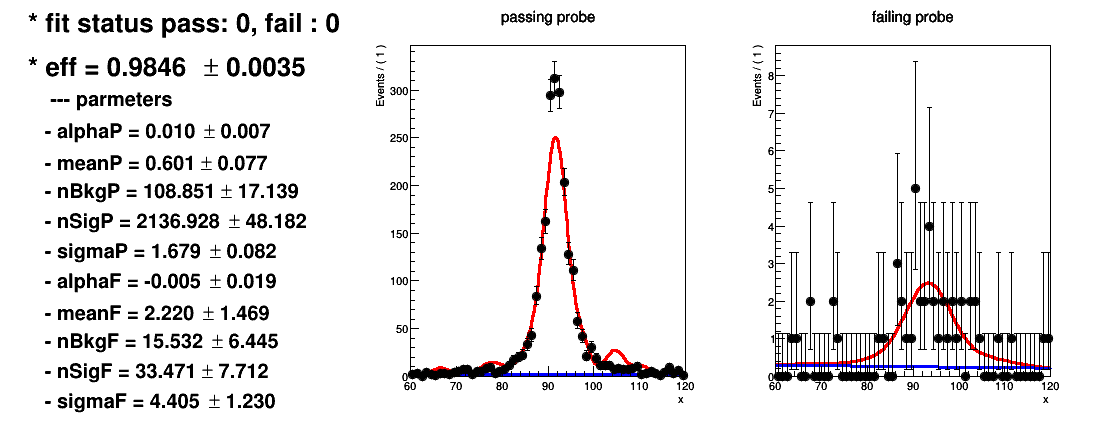 * fit status pass: 0, fail : 0
* eff = 0.9846 ± 0.0035
--- parmeters
- alphaP = 0.010 ± 0.007
- meanP = 0.601 ± 0.077
- nBkgP = 108.851 ± 17.139
- nSigP = 2136.928 ± 48.182
- sigmaP = 1.679 ± 0.082
- alphaF = -0.005 ± 0.019
- meanF = 2.220 ± 1.469
- nBkgF = 15.532 ± 6.445
- nSigF = 33.471 ± 7.712
- sigmaF = 4.405 ± 1.230
passing probe
Events / ( 1 )
300
250
200
150
100
50
0
60 70 80 90 100 110 120
x
failing probe
Events / ( 1 )
8
7
6
5
4
3
2
1
0
60 70 80 90 100 110 120
x